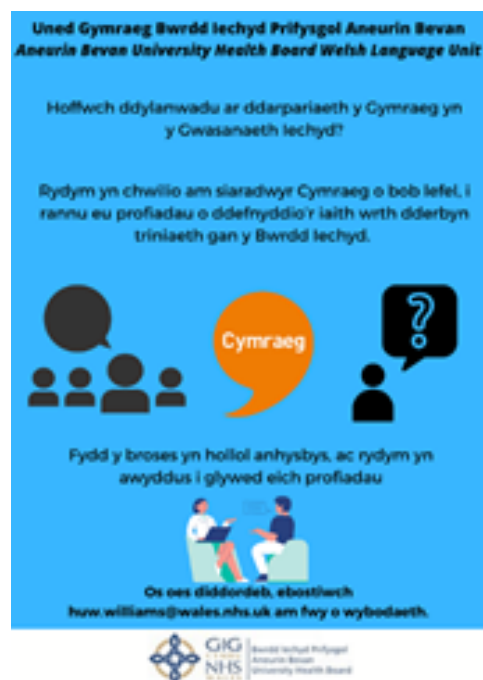 Uned Gymraeg Bwrdd Iechyd Prifysgol Aneurin Bevan
Aneurin Bevan University Health Board Welsh Language Unit
Hoffwch ddylanwadu ar ddarpariaeth y Gymraeg yn
y Gwasanaeth Iechyd?
Rydym yn chwilio am siaradwyr Cymraeg o bob lefel, i
rannu eu profiadau o ddefnyddio'r iaith wrth dderbyn
triniaeth gan y Bwrdd Iechyd.
Cymraeg
?
Fydd y broses yn hollol anhysbys, ac rydym yn
awyddus i glywed eich profiadau
Os oes diddordeb, ebostiwch
huw.williams@wales.nhs.uk am fwy o wybodaeth.
GIG
CYMRU
NHS
WALES
Bwrdd Iechyd Prifysgol
Aneurin Bevan
University Health Board